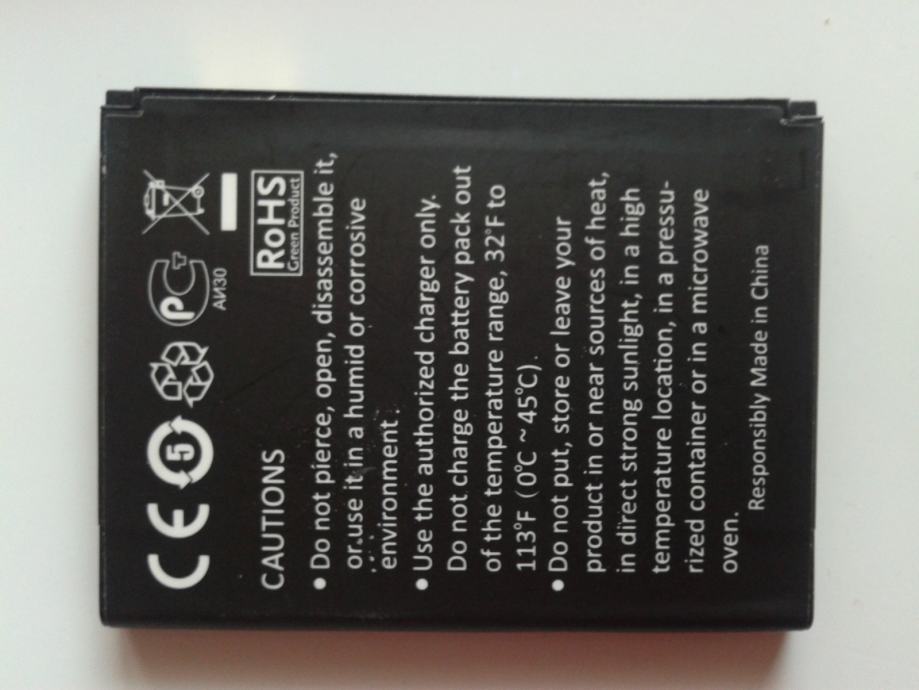 CE 5 PC
АИ30
RoHS
Green Product
CAUTIONS
• Do not pierce, open, disassemble it,
or use it in a humid or corrosive
environment.
• Use the authorized charger only.
Do not charge the battery pack out
of the temperature range, 32°F to
113°F (0℃ ~ 45℃).
• Do not put, store or leave your
product in or near sources of heat,
in direct strong sunlight, in a high
temperature location, in a pressu-
rized container or in a microwave
oven.
Responsibly Made in China